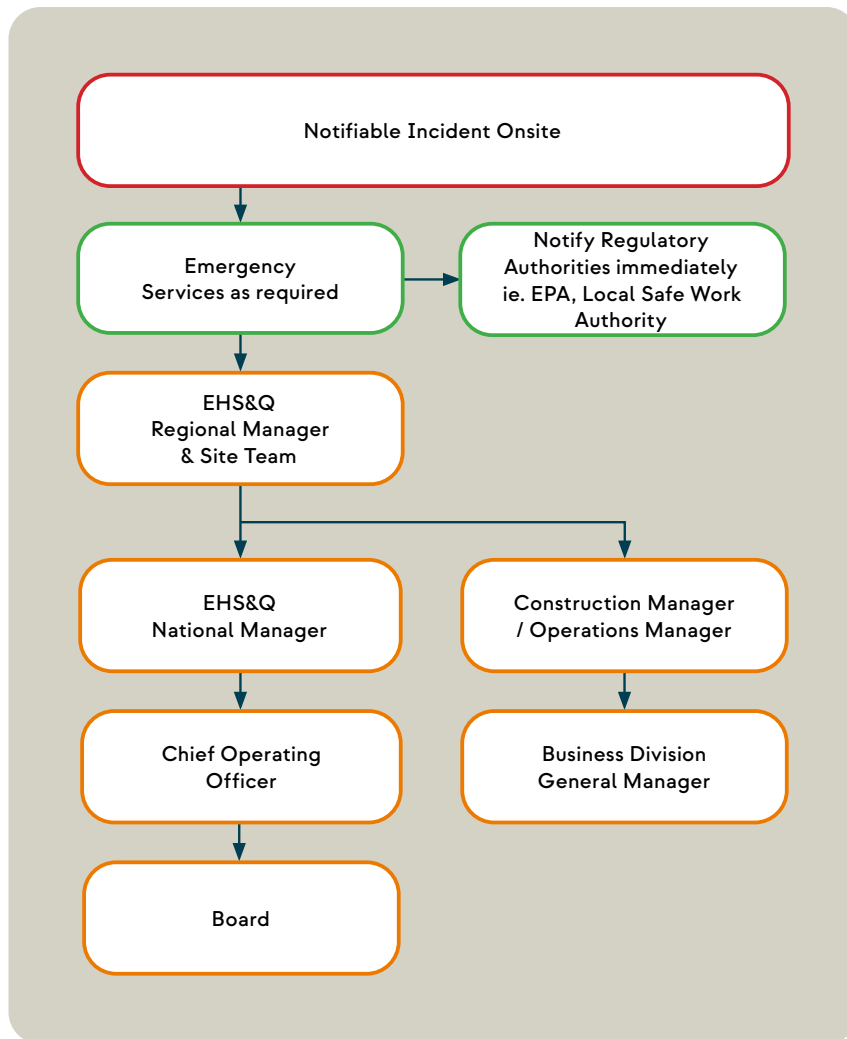 Notifiable Incident Onsite
Emergency
Services as required
Notify Regulatory
Authorities immediately
ie. EPA, Local Safe Work
Authority
EHS&Q
Regional Manager
& Site Team
EHS&Q
National Manager
Construction Manager
/ Operations Manager
Chief Operating
Officer
Business Division
General Manager
Board